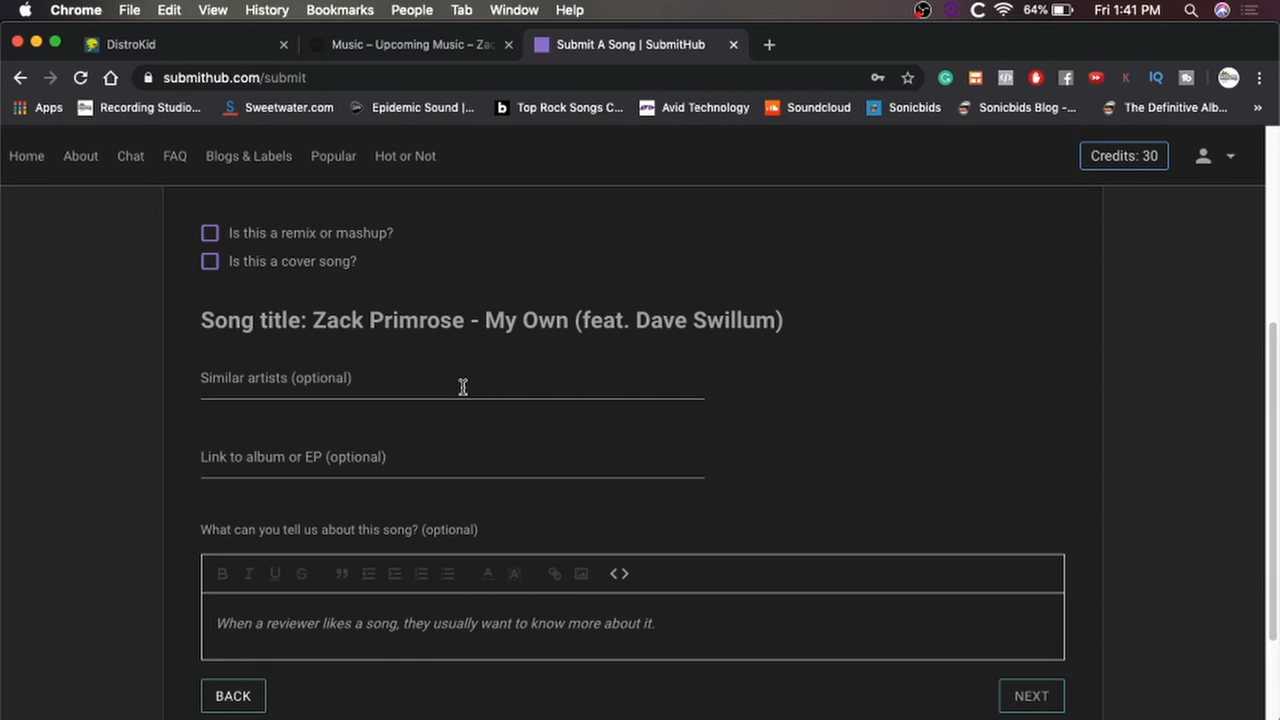 Chrome File Edit View History Bookmarks People Tab Window Help 64% Fri 1:41 PM
DistroKid Music – Upcoming Music – Zac Submit A Song | SubmitHub
submithub.com/submit
Apps Recording Studio... Sweetwater.com Epidemic Sound |... Top Rock Songs C... Avid Technology Soundcloud Sonicbids Sonicbids Blog -... The Definitive Alb... »
Home About Chat FAQ Blogs & Labels Popular Hot or Not Credits: 30
Is this a remix or mashup?
Is this a cover song?
Song title: Zack Primrose - My Own (feat. Dave Swillum)
Similar artists (optional)
Link to album or EP (optional)
What can you tell us about this song? (optional)
B I U S
When a reviewer likes a song, they usually want to know more about it.
BACK NEXT